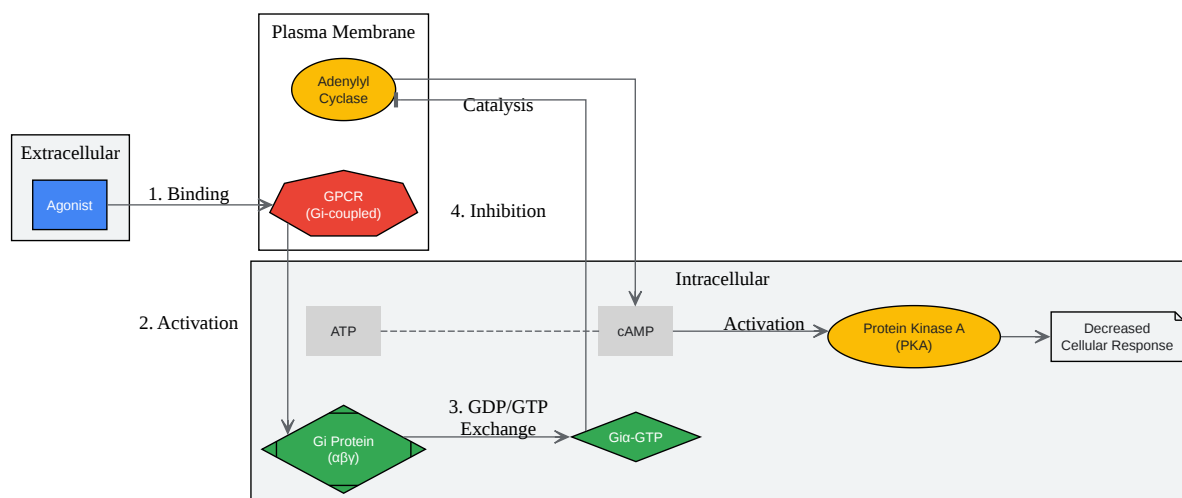 Plasma Membrane
Adenylyl
Cyclase
Catalysis
Extracellular
Agonist
1. Binding
GPCR
(Gi-coupled)
4. Inhibition
Intracellular
2. Activation
ATP
cAMP
Activation
Protein Kinase A
(PKA)
Decreased
Cellular Response
3. GDP/GTP
Exchange
Gi Protein
(αβγ)
Giα-GTP